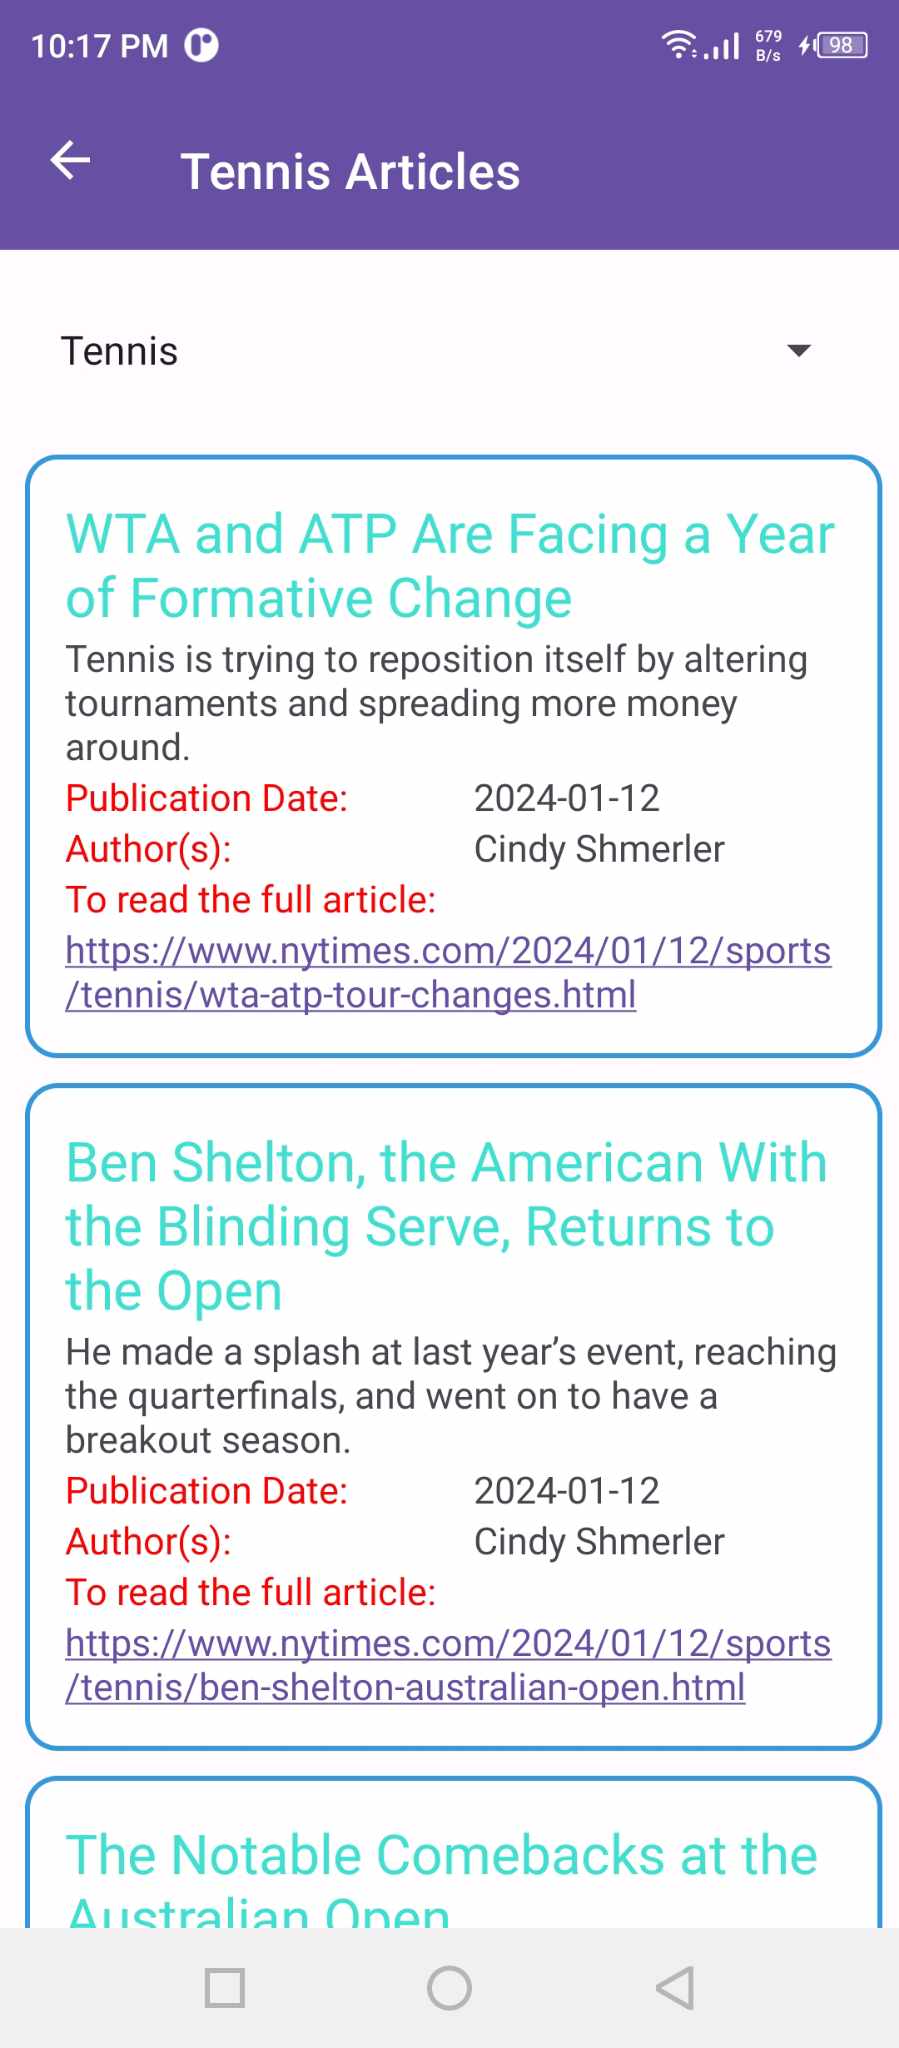 10:17 PM
679
B/s
98
Tennis Articles
Tennis
WTA and ATP Are Facing a Year
of Formative Change
Tennis is trying to reposition itself by altering
tournaments and spreading more money
around.
Publication Date: 2024-01-12
Author(s): Cindy Shmerler
To read the full article:
https://www.nytimes.com/2024/01/12/sports
/tennis/wta-atp-tour-changes.html
Ben Shelton, the American With
the Blinding Serve, Returns to
the Open
He made a splash at last year’s event, reaching
the quarterfinals, and went on to have a
breakout season.
Publication Date: 2024-01-12
Author(s): Cindy Shmerler
To read the full article:
https://www.nytimes.com/2024/01/12/sports
/tennis/ben-shelton-australian-open.html
The Notable Comebacks at the
Australian Open